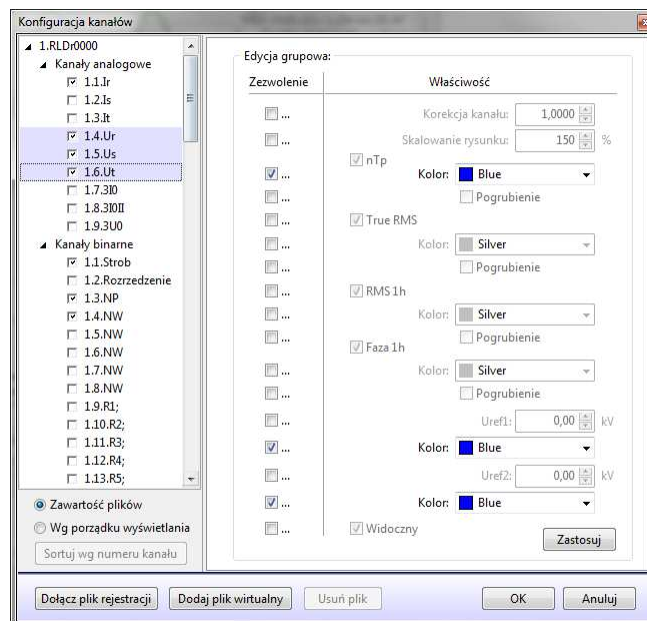 Konfiguracja kanałów
1.RLDr0000
Kanały analogowe
1.1.Ir
1.2.Is
1.3.It
1.4.Ur
1.5.Us
1.6.Ut
1.7.3I0
1.8.3I0II
1.9.3U0
Kanały binarne
1.1.Strob
1.2.Rozrzedzenie
1.3.NP
1.4.NW
1.5.NW
1.6.NW
1.7.NW
1.8.NW
1.9.R1;
1.10.R2;
1.11.R3;
1.12.R4;
1.13.R5;
Zawartość plików
Wg porządku wyświetlania
Sortuj wg numeru kanału
Edycja grupowa:
Zezwolenie Właściwość
... Korekcja kanału: 1,0000
... Skalowanie rysunku: 150 %
nTp
... Kolor: Blue
... Pogrubienie
... True RMS
... Kolor: Silver
... Pogrubienie
... RMS 1h
... Kolor: Silver
... Pogrubienie
Faza 1h
... Kolor: Silver
... Pogrubienie
... Uref1: 0,00 kV
... Kolor: Blue
... Uref2: 0,00 kV
... Kolor: Blue
... Widoczny
Zastosuj
Dołącz plik rejestracji Dodaj plik wirtualny Usuń plik OK Anuluj